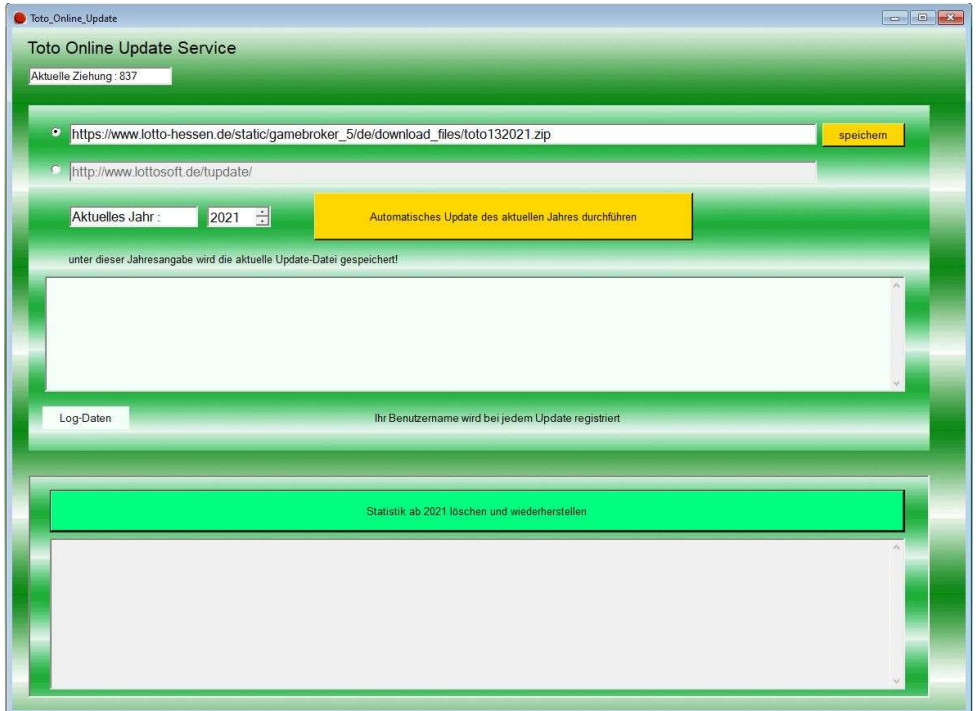 Toto_Online_Update
Toto Online Update Service
Aktuelle Ziehung : 837
https://www.lotto-hessen.de/static/gamebroker_5/de/download_files/toto132021.zip
speichern
http://www.lottosoft.de/tupdate/
Aktuelles Jahr :
2021
Automatisches Update des aktuellen Jahres durchführen
unter dieser Jahresangabe wird die aktuelle Update-Datei gespeichert!
Log-Daten
Ihr Benutzername wird bei jedem Update registriert
Statistik ab 2021 löschen und wiederherstellen